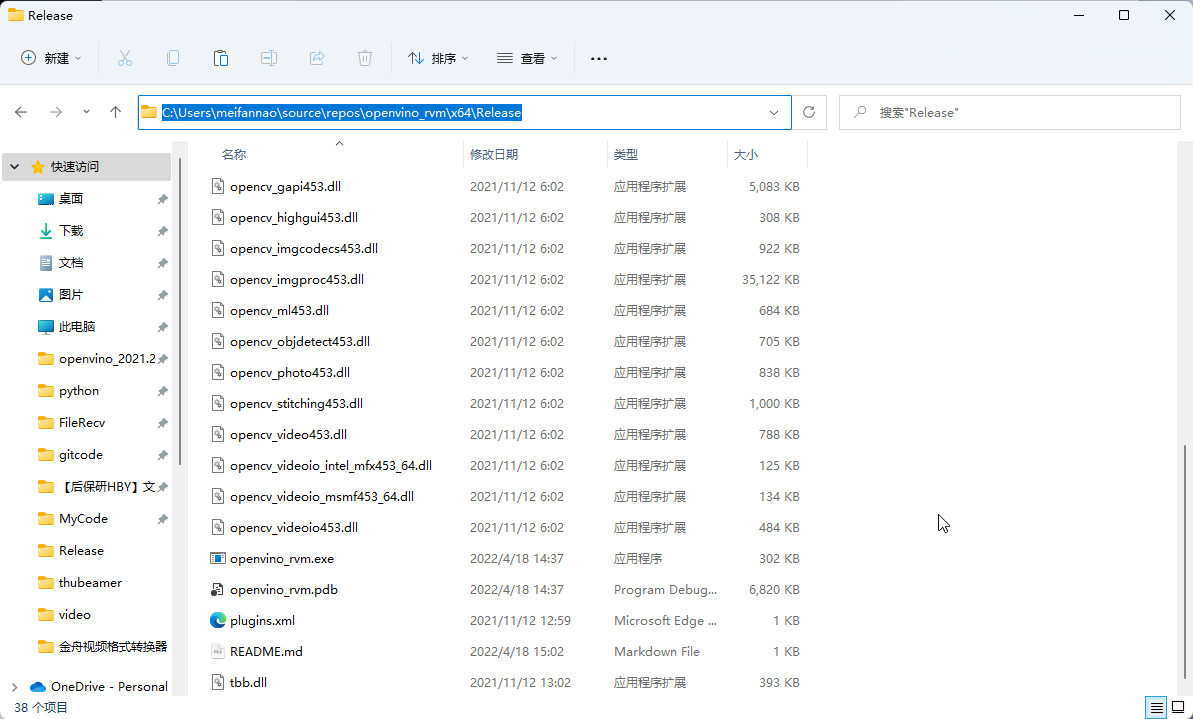 Release
新建
排序
查看
C:\Users\meifannao\source\repos\openvino_rvm\x64\Release
搜索"Release"
快速访问
桌面
下载
文档
图片
此电脑
openvino_2021.2
python
FileRecv
gitcode
【后保研HBY】文
MyCode
Release
thubeamer
video
金舟视频格式转换器
OneDrive - Personal
名称 修改日期 类型 大小
opencv_gapi453.dll 2021/11/12 6:02 应用程序扩展 5,083 KB
opencv_highgui453.dll 2021/11/12 6:02 应用程序扩展 308 KB
opencv_imgcodecs453.dll 2021/11/12 6:02 应用程序扩展 922 KB
opencv_imgproc453.dll 2021/11/12 6:02 应用程序扩展 35,122 KB
opencv_ml453.dll 2021/11/12 6:02 应用程序扩展 684 KB
opencv_objdetect453.dll 2021/11/12 6:02 应用程序扩展 705 KB
opencv_photo453.dll 2021/11/12 6:02 应用程序扩展 838 KB
opencv_stitching453.dll 2021/11/12 6:02 应用程序扩展 1,000 KB
opencv_video453.dll 2021/11/12 6:02 应用程序扩展 788 KB
opencv_videoio_intel_mfx453_64.dll 2021/11/12 6:02 应用程序扩展 125 KB
opencv_videoio_msmf453_64.dll 2021/11/12 6:02 应用程序扩展 134 KB
opencv_videoio453.dll 2021/11/12 6:02 应用程序扩展 484 KB
openvino_rvm.exe 2022/4/18 14:37 应用程序 302 KB
openvino_rvm.pdb 2022/4/18 14:37 Program Debug... 6,820 KB
plugins.xml 2021/11/12 12:59 Microsoft Edge ... 1 KB
README.md 2022/4/18 15:02 Markdown File 1 KB
tbb.dll 2021/11/12 13:02 应用程序扩展 393 KB
38 个项目